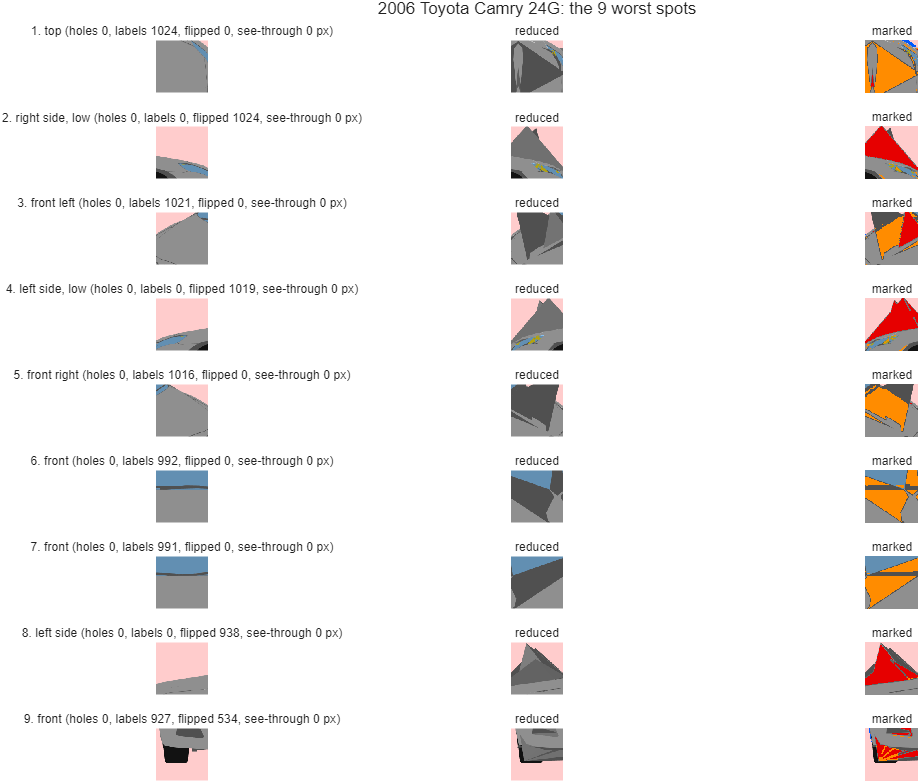 2006 Toyota Camry 24G: the 9 worst spots
1. top (holes 0, labels 1024, flipped 0, see-through 0 px) reduced marked
2. right side, low (holes 0, labels 0, flipped 1024, see-through 0 px) reduced marked
3. front left (holes 0, labels 1021, flipped 0, see-through 0 px) reduced marked
4. left side, low (holes 0, labels 0, flipped 1019, see-through 0 px) reduced marked
5. front right (holes 0, labels 1016, flipped 0, see-through 0 px) reduced marked
6. front (holes 0, labels 992, flipped 0, see-through 0 px) reduced marked
7. front (holes 0, labels 991, flipped 0, see-through 0 px) reduced marked
8. left side (holes 0, labels 0, flipped 938, see-through 0 px) reduced marked
9. front (holes 0, labels 927, flipped 534, see-through 0 px) reduced marked